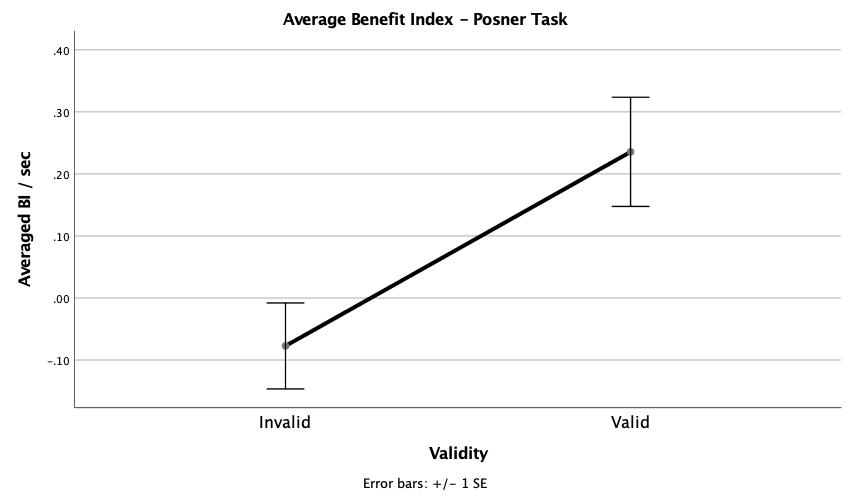 Average Benefit Index – Posner Task
Averaged BI / sec
.40
.30
.20
.10
.00
–.10
Invalid
Valid
Validity
Error bars: +/– 1 SE